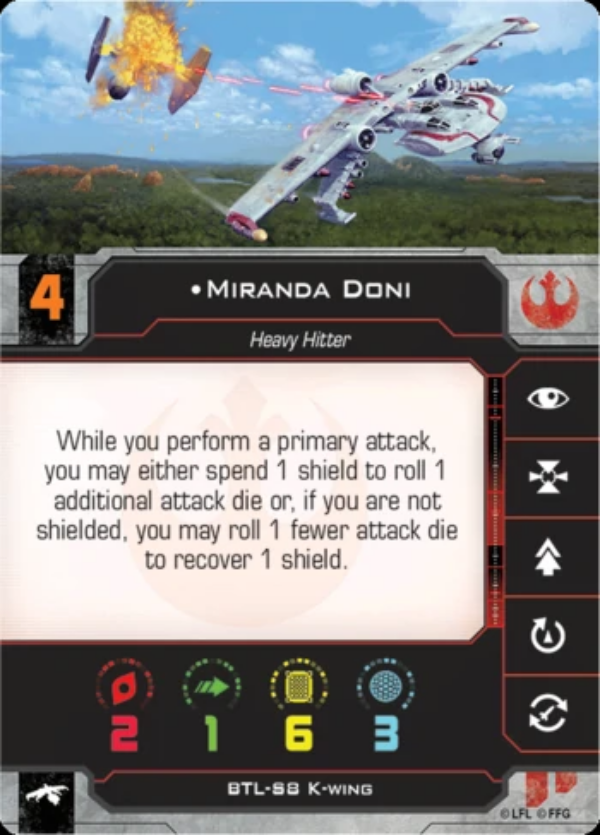 4
•Miranda Doni
Heavy Hitter
While you perform a primary attack,
you may either spend 1 shield to roll 1
additional attack die or, if you are not
shielded, you may roll 1 fewer attack die
to recover 1 shield.
2 1 6 3
BTL-S8 K-wing
©LFL ©FFG